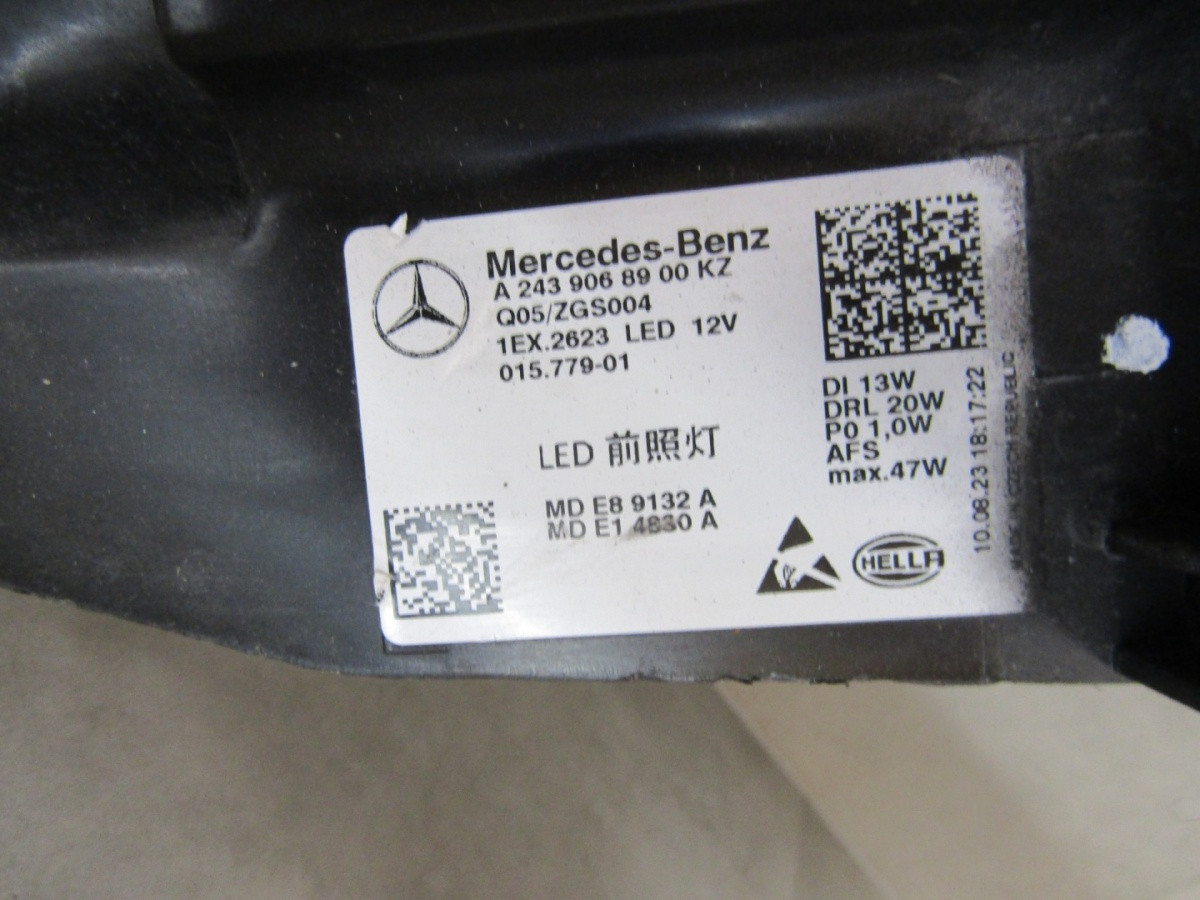 Mercedes-Benz
A 243 906 89 00 KZ
Q05/ZGS004
1EX.2623 LED 12V
015.779-01
LED 前照灯
MD E8 9132 A
MD E1 4830 A
DI 13W
DRL 20W
P0 1,0W
AFS
max.47W
HELLA
10.08.23 18:17:22
MADE IN CZECH REPUBLIC